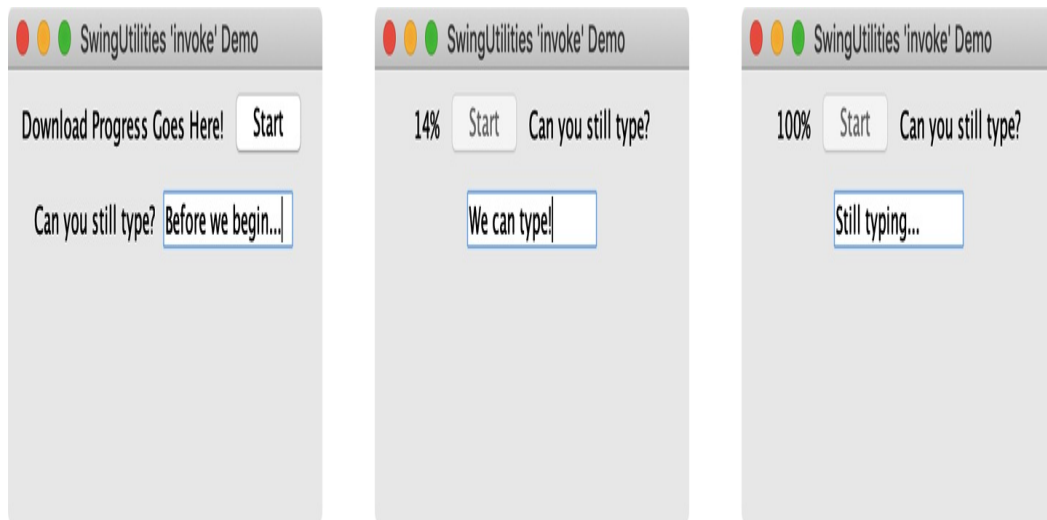 SwingUtilities 'invoke' Demo
Download Progress Goes Here! Start
Can you still type? Before we begin...
SwingUtilities 'invoke' Demo
14% Start Can you still type?
We can type!
SwingUtilities 'invoke' Demo
100% Start Can you still type?
Still typing...